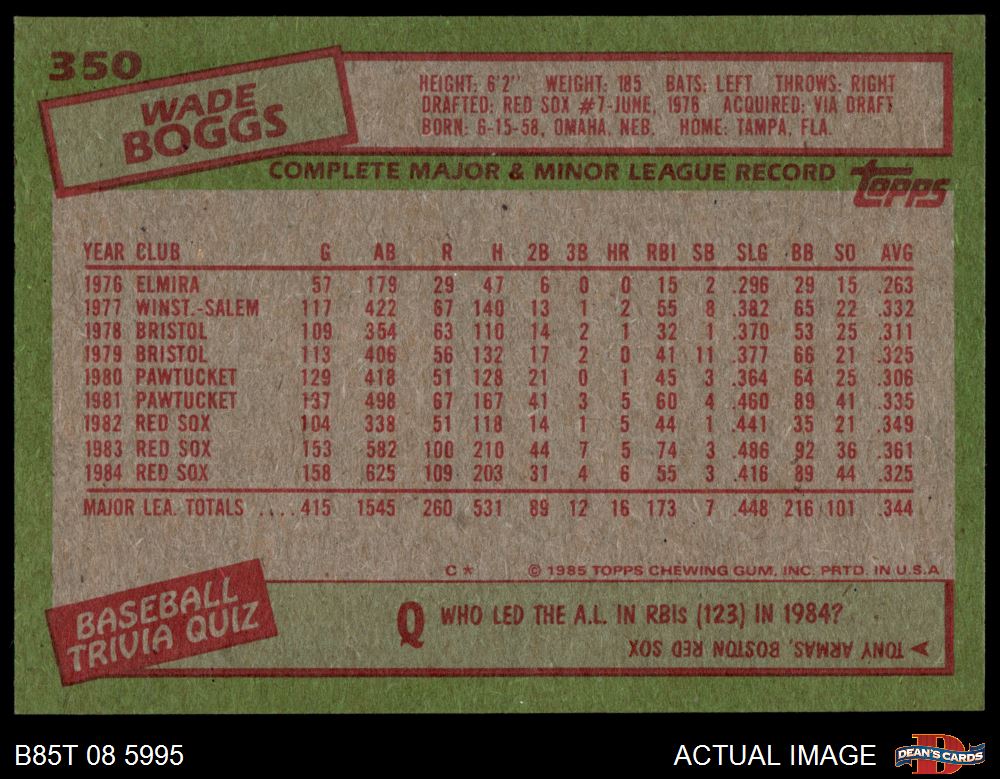 350
WADE
BOGGS
HEIGHT: 6'2" WEIGHT: 185 BATS: LEFT THROWS: RIGHT
DRAFTED: RED SOX #7-JUNE, 1976 ACQUIRED: VIA DRAFT
BORN: 6-15-58, OMAHA, NEB. HOME: TAMPA, FLA.
COMPLETE MAJOR & MINOR LEAGUE RECORD
topps
YEAR CLUB G AB R H 2B 3B HR RBI SB SLG BB SO AVG
1976 ELMIRA 57 179 29 47 6 0 0 15 2 .296 29 15 .263
1977 WINST.-SALEM 117 422 67 140 13 1 2 55 8 .382 65 22 .332
1978 BRISTOL 109 354 63 110 14 2 1 32 1 .370 53 25 .311
1979 BRISTOL 113 406 56 132 17 2 0 41 11 .377 66 21 .325
1980 PAWTUCKET 129 418 51 128 21 0 1 45 3 .364 64 25 .306
1981 PAWTUCKET 137 498 67 167 41 3 5 60 4 .460 89 41 .335
1982 RED SOX 104 338 51 118 14 1 5 44 1 .441 35 21 .349
1983 RED SOX 153 582 100 210 44 7 5 74 3 .486 92 36 .361
1984 RED SOX 158 625 109 203 31 4 6 55 3 .416 89 44 .325
MAJOR LEA. TOTALS ....415 1545 260 531 89 12 16 173 7 .448 216 101 .344
C* © 1985 TOPPS CHEWING GUM, INC. PRTD. IN U.S.A
BASEBALL
TRIVIA QUIZ
Q WHO LED THE A.L. IN RBIs (123) IN 1984?
TONY ARMAS, BOSTON RED SOX
B85T 08 5995
ACTUAL IMAGE
D
DEAN'S CARDS